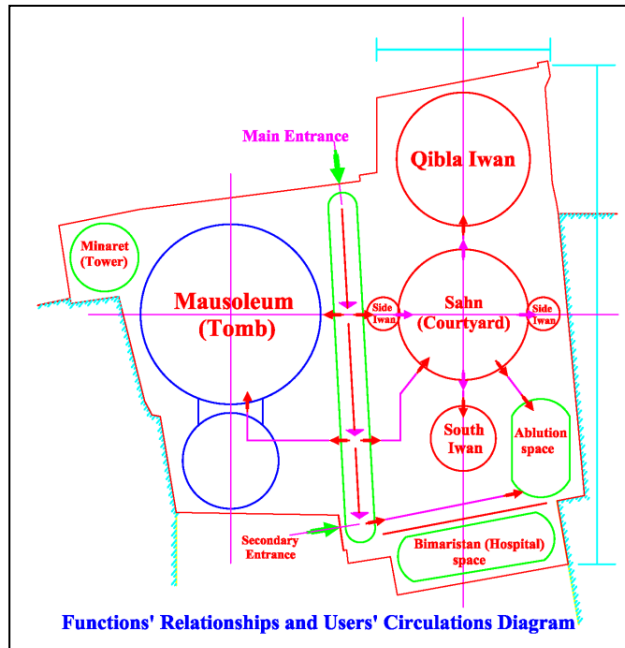 Main Entrance
Qibla Iwan
Minaret
(Tower)
Mausoleum
(Tomb)
Side
Iwan
Sahn
(Courtyard)
Side
Iwan
South
Iwan
Ablution
space
Secondary
Entrance
Bimaristan (Hospital)
space
Functions' Relationships and Users' Circulations Diagram